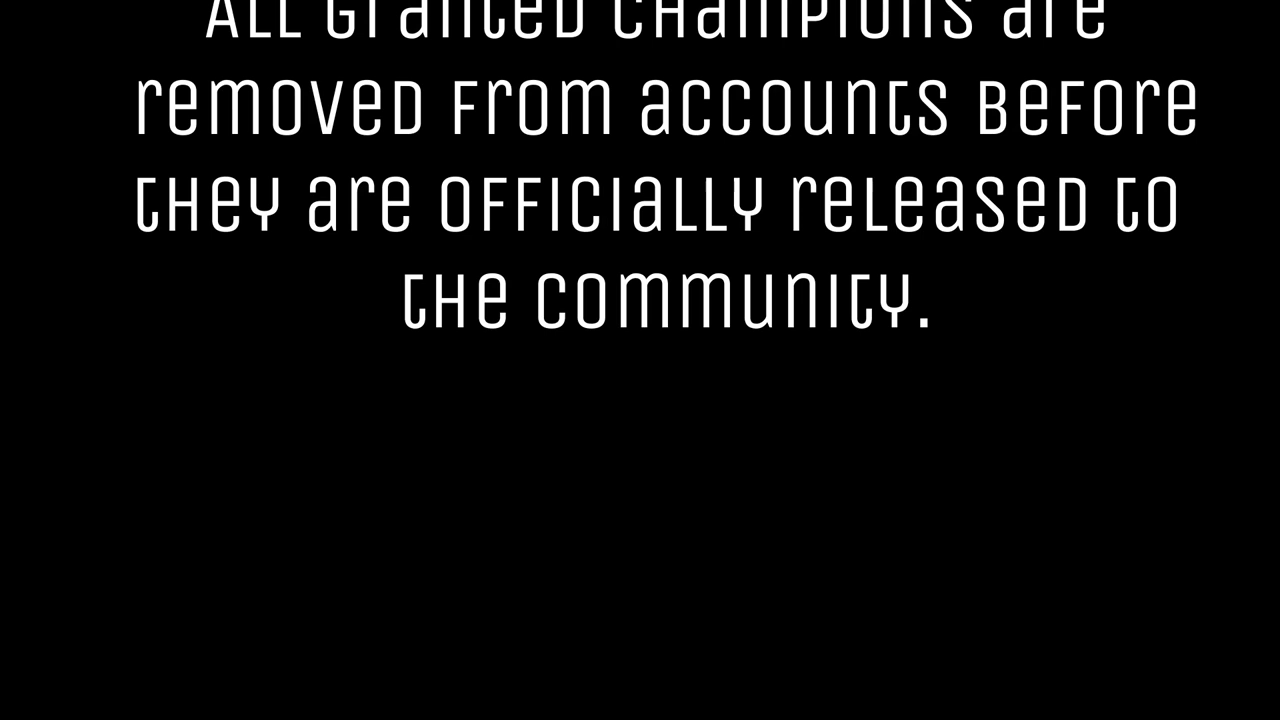 All Granted Champions are
removed from accounts before
they are officially released to
the community.